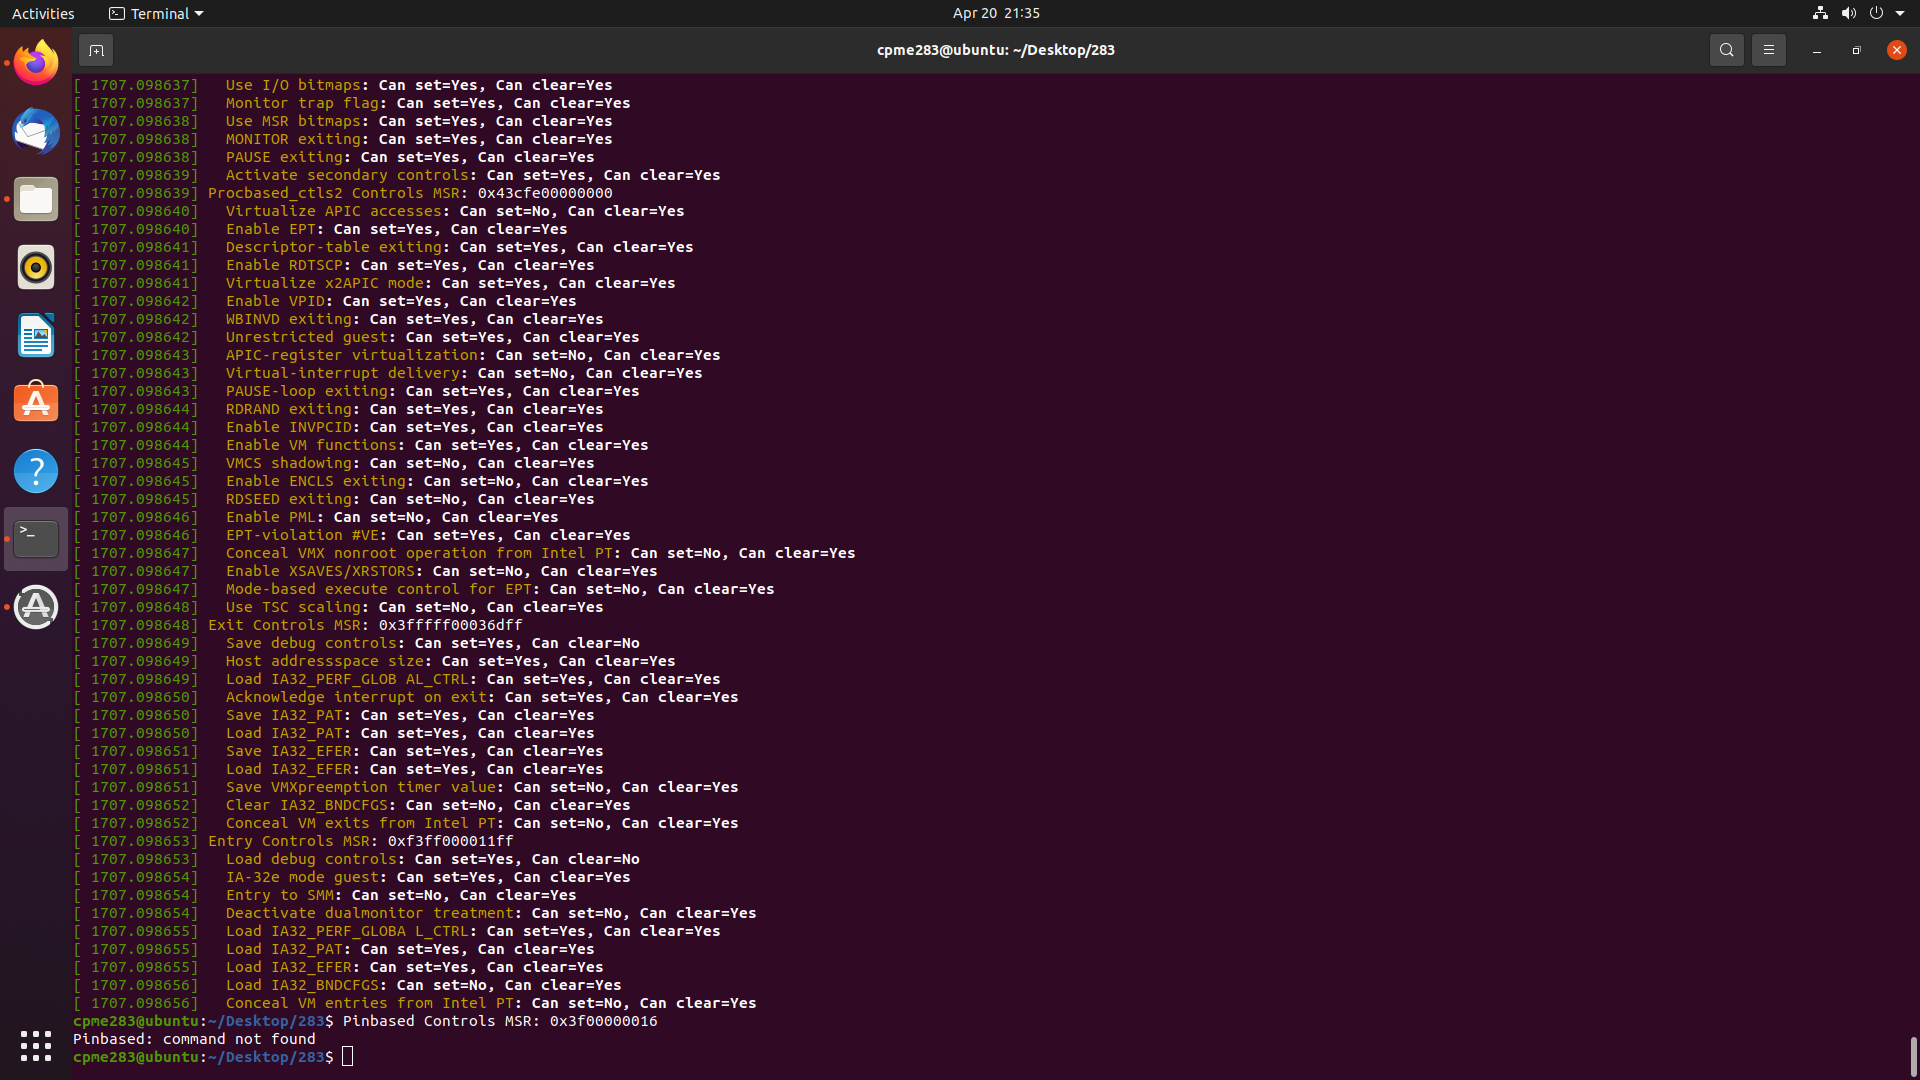 Activities Terminal Apr 20 21:35
cpme283@ubuntu: ~/Desktop/283
[ 1707.098637]   Use I/O bitmaps: Can set=Yes, Can clear=Yes
[ 1707.098637]   Monitor trap flag: Can set=Yes, Can clear=Yes
[ 1707.098638]   Use MSR bitmaps: Can set=Yes, Can clear=Yes
[ 1707.098638]   MONITOR exiting: Can set=Yes, Can clear=Yes
[ 1707.098638]   PAUSE exiting: Can set=Yes, Can clear=Yes
[ 1707.098639]   Activate secondary controls: Can set=Yes, Can clear=Yes
[ 1707.098639] Procbased_ctls2 Controls MSR: 0x43cfe00000000
[ 1707.098640]   Virtualize APIC accesses: Can set=No, Can clear=Yes
[ 1707.098640]   Enable EPT: Can set=Yes, Can clear=Yes
[ 1707.098641]   Descriptor-table exiting: Can set=Yes, Can clear=Yes
[ 1707.098641]   Enable RDTSCP: Can set=Yes, Can clear=Yes
[ 1707.098641]   Virtualize x2APIC mode: Can set=Yes, Can clear=Yes
[ 1707.098642]   Enable VPID: Can set=Yes, Can clear=Yes
[ 1707.098642]   WBINVD exiting: Can set=Yes, Can clear=Yes
[ 1707.098642]   Unrestricted guest: Can set=Yes, Can clear=Yes
[ 1707.098643]   APIC-register virtualization: Can set=No, Can clear=Yes
[ 1707.098643]   Virtual-interrupt delivery: Can set=No, Can clear=Yes
[ 1707.098643]   PAUSE-loop exiting: Can set=Yes, Can clear=Yes
[ 1707.098644]   RDRAND exiting: Can set=Yes, Can clear=Yes
[ 1707.098644]   Enable INVPCID: Can set=Yes, Can clear=Yes
[ 1707.098644]   Enable VM functions: Can set=Yes, Can clear=Yes
[ 1707.098645]   VMCS shadowing: Can set=No, Can clear=Yes
[ 1707.098645]   Enable ENCLS exiting: Can set=No, Can clear=Yes
[ 1707.098645]   RDSEED exiting: Can set=No, Can clear=Yes
[ 1707.098646]   Enable PML: Can set=No, Can clear=Yes
[ 1707.098646]   EPT-violation #VE: Can set=Yes, Can clear=Yes
[ 1707.098647]   Conceal VMX nonroot operation from Intel PT: Can set=No, Can clear=Yes
[ 1707.098647]   Enable XSAVES/XRSTORS: Can set=No, Can clear=Yes
[ 1707.098647]   Mode-based execute control for EPT: Can set=No, Can clear=Yes
[ 1707.098648]   Use TSC scaling: Can set=No, Can clear=Yes
[ 1707.098648] Exit Controls MSR: 0x3fffff00036dff
[ 1707.098649]   Save debug controls: Can set=Yes, Can clear=No
[ 1707.098649]   Host addressspace size: Can set=Yes, Can clear=Yes
[ 1707.098649]   Load IA32_PERF_GLOB AL_CTRL: Can set=Yes, Can clear=Yes
[ 1707.098650]   Acknowledge interrupt on exit: Can set=Yes, Can clear=Yes
[ 1707.098650]   Save IA32_PAT: Can set=Yes, Can clear=Yes
[ 1707.098650]   Load IA32_PAT: Can set=Yes, Can clear=Yes
[ 1707.098651]   Save IA32_EFER: Can set=Yes, Can clear=Yes
[ 1707.098651]   Load IA32_EFER: Can set=Yes, Can clear=Yes
[ 1707.098651]   Save VMXpreemption timer value: Can set=No, Can clear=Yes
[ 1707.098652]   Clear IA32_BNDCFGS: Can set=No, Can clear=Yes
[ 1707.098652]   Conceal VM exits from Intel PT: Can set=No, Can clear=Yes
[ 1707.098653] Entry Controls MSR: 0xf3ff000011ff
[ 1707.098653]   Load debug controls: Can set=Yes, Can clear=No
[ 1707.098654]   IA-32e mode guest: Can set=Yes, Can clear=Yes
[ 1707.098654]   Entry to SMM: Can set=No, Can clear=Yes
[ 1707.098654]   Deactivate dualmonitor treatment: Can set=No, Can clear=Yes
[ 1707.098655]   Load IA32_PERF_GLOBA L_CTRL: Can set=Yes, Can clear=Yes
[ 1707.098655]   Load IA32_PAT: Can set=Yes, Can clear=Yes
[ 1707.098655]   Load IA32_EFER: Can set=Yes, Can clear=Yes
[ 1707.098656]   Load IA32_BNDCFGS: Can set=No, Can clear=Yes
[ 1707.098656]   Conceal VM entries from Intel PT: Can set=No, Can clear=Yes
cpme283@ubuntu:~/Desktop/283$ Pinbased Controls MSR: 0x3f00000016
Pinbased: command not found
cpme283@ubuntu:~/Desktop/283$